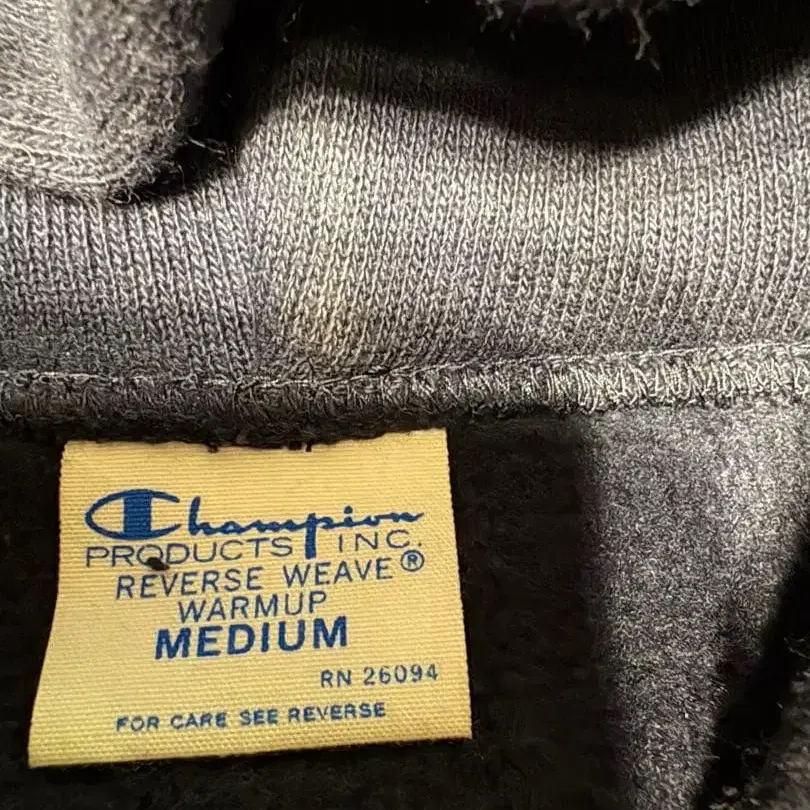 Champion
PRODUCTS INC.
REVERSE WEAVE®
WARMUP
MEDIUM
RN 26094
FOR CARE SEE REVERSE